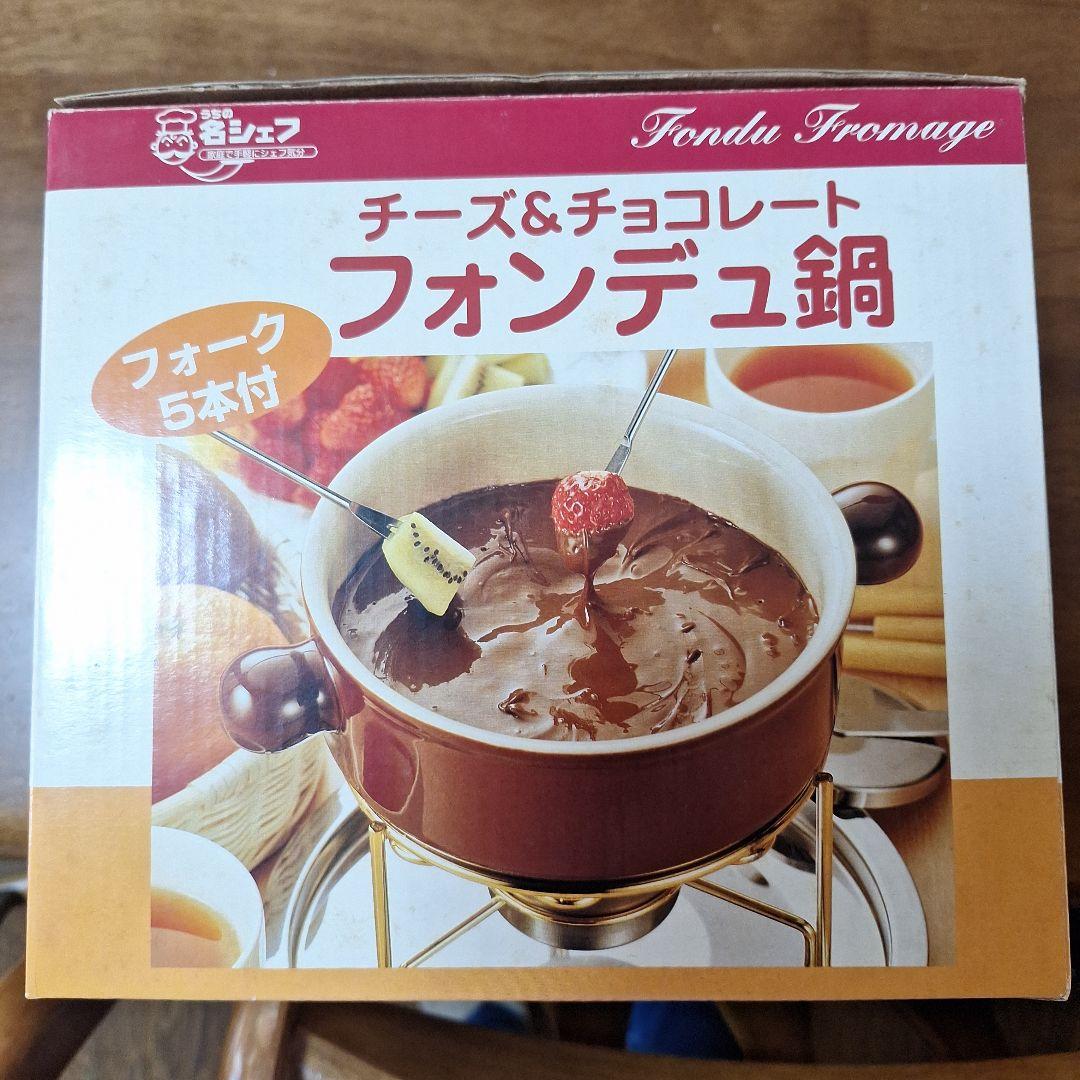 うちの
名シェフ
家庭で手軽にシェフ気分
Fondu Fromage
チーズ&チョコレート
フォンデュ鍋
フォーク
5本付